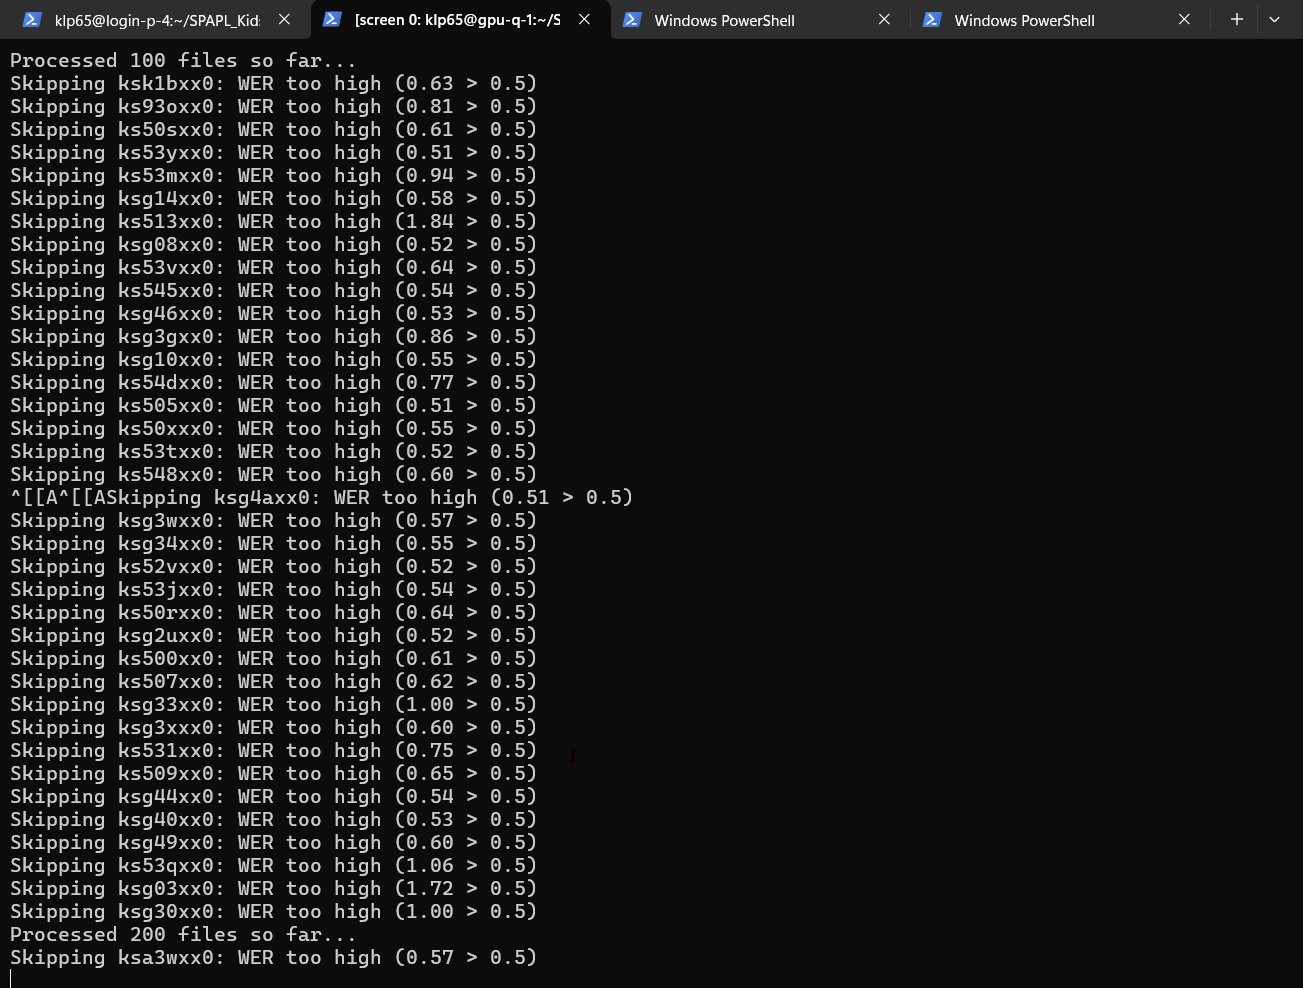 klp65@login-p-4:~/SPAPL_Kids
[screen 0: klp65@gpu-q-1:~/S
Windows PowerShell
Windows PowerShell
Processed 100 files so far...
Skipping ksk1bxx0: WER too high (0.63 > 0.5)
Skipping ks93oxx0: WER too high (0.81 > 0.5)
Skipping ks50sxx0: WER too high (0.61 > 0.5)
Skipping ks53yxx0: WER too high (0.51 > 0.5)
Skipping ks53mxx0: WER too high (0.94 > 0.5)
Skipping ksg14xx0: WER too high (0.58 > 0.5)
Skipping ks513xx0: WER too high (1.84 > 0.5)
Skipping ksg08xx0: WER too high (0.52 > 0.5)
Skipping ks53vxx0: WER too high (0.64 > 0.5)
Skipping ks545xx0: WER too high (0.54 > 0.5)
Skipping ksg46xx0: WER too high (0.53 > 0.5)
Skipping ksg3gxx0: WER too high (0.86 > 0.5)
Skipping ksg10xx0: WER too high (0.55 > 0.5)
Skipping ks54dxx0: WER too high (0.77 > 0.5)
Skipping ks505xx0: WER too high (0.51 > 0.5)
Skipping ks50xxx0: WER too high (0.55 > 0.5)
Skipping ks53txx0: WER too high (0.52 > 0.5)
Skipping ks548xx0: WER too high (0.60 > 0.5)
^[[A^[[ASkipping ksg4axx0: WER too high (0.51 > 0.5)
Skipping ksg3wxx0: WER too high (0.57 > 0.5)
Skipping ksg34xx0: WER too high (0.55 > 0.5)
Skipping ks52vxx0: WER too high (0.52 > 0.5)
Skipping ks53jxx0: WER too high (0.54 > 0.5)
Skipping ks50rxx0: WER too high (0.64 > 0.5)
Skipping ksg2uxx0: WER too high (0.52 > 0.5)
Skipping ks500xx0: WER too high (0.61 > 0.5)
Skipping ks507xx0: WER too high (0.62 > 0.5)
Skipping ksg33xx0: WER too high (1.00 > 0.5)
Skipping ksg3xxx0: WER too high (0.60 > 0.5)
Skipping ks531xx0: WER too high (0.75 > 0.5)
Skipping ks509xx0: WER too high (0.65 > 0.5)
Skipping ksg44xx0: WER too high (0.54 > 0.5)
Skipping ksg40xx0: WER too high (0.53 > 0.5)
Skipping ksg49xx0: WER too high (0.60 > 0.5)
Skipping ks53qxx0: WER too high (1.06 > 0.5)
Skipping ksg03xx0: WER too high (1.72 > 0.5)
Skipping ksg30xx0: WER too high (1.00 > 0.5)
Processed 200 files so far...
Skipping ksa3wxx0: WER too high (0.57 > 0.5)